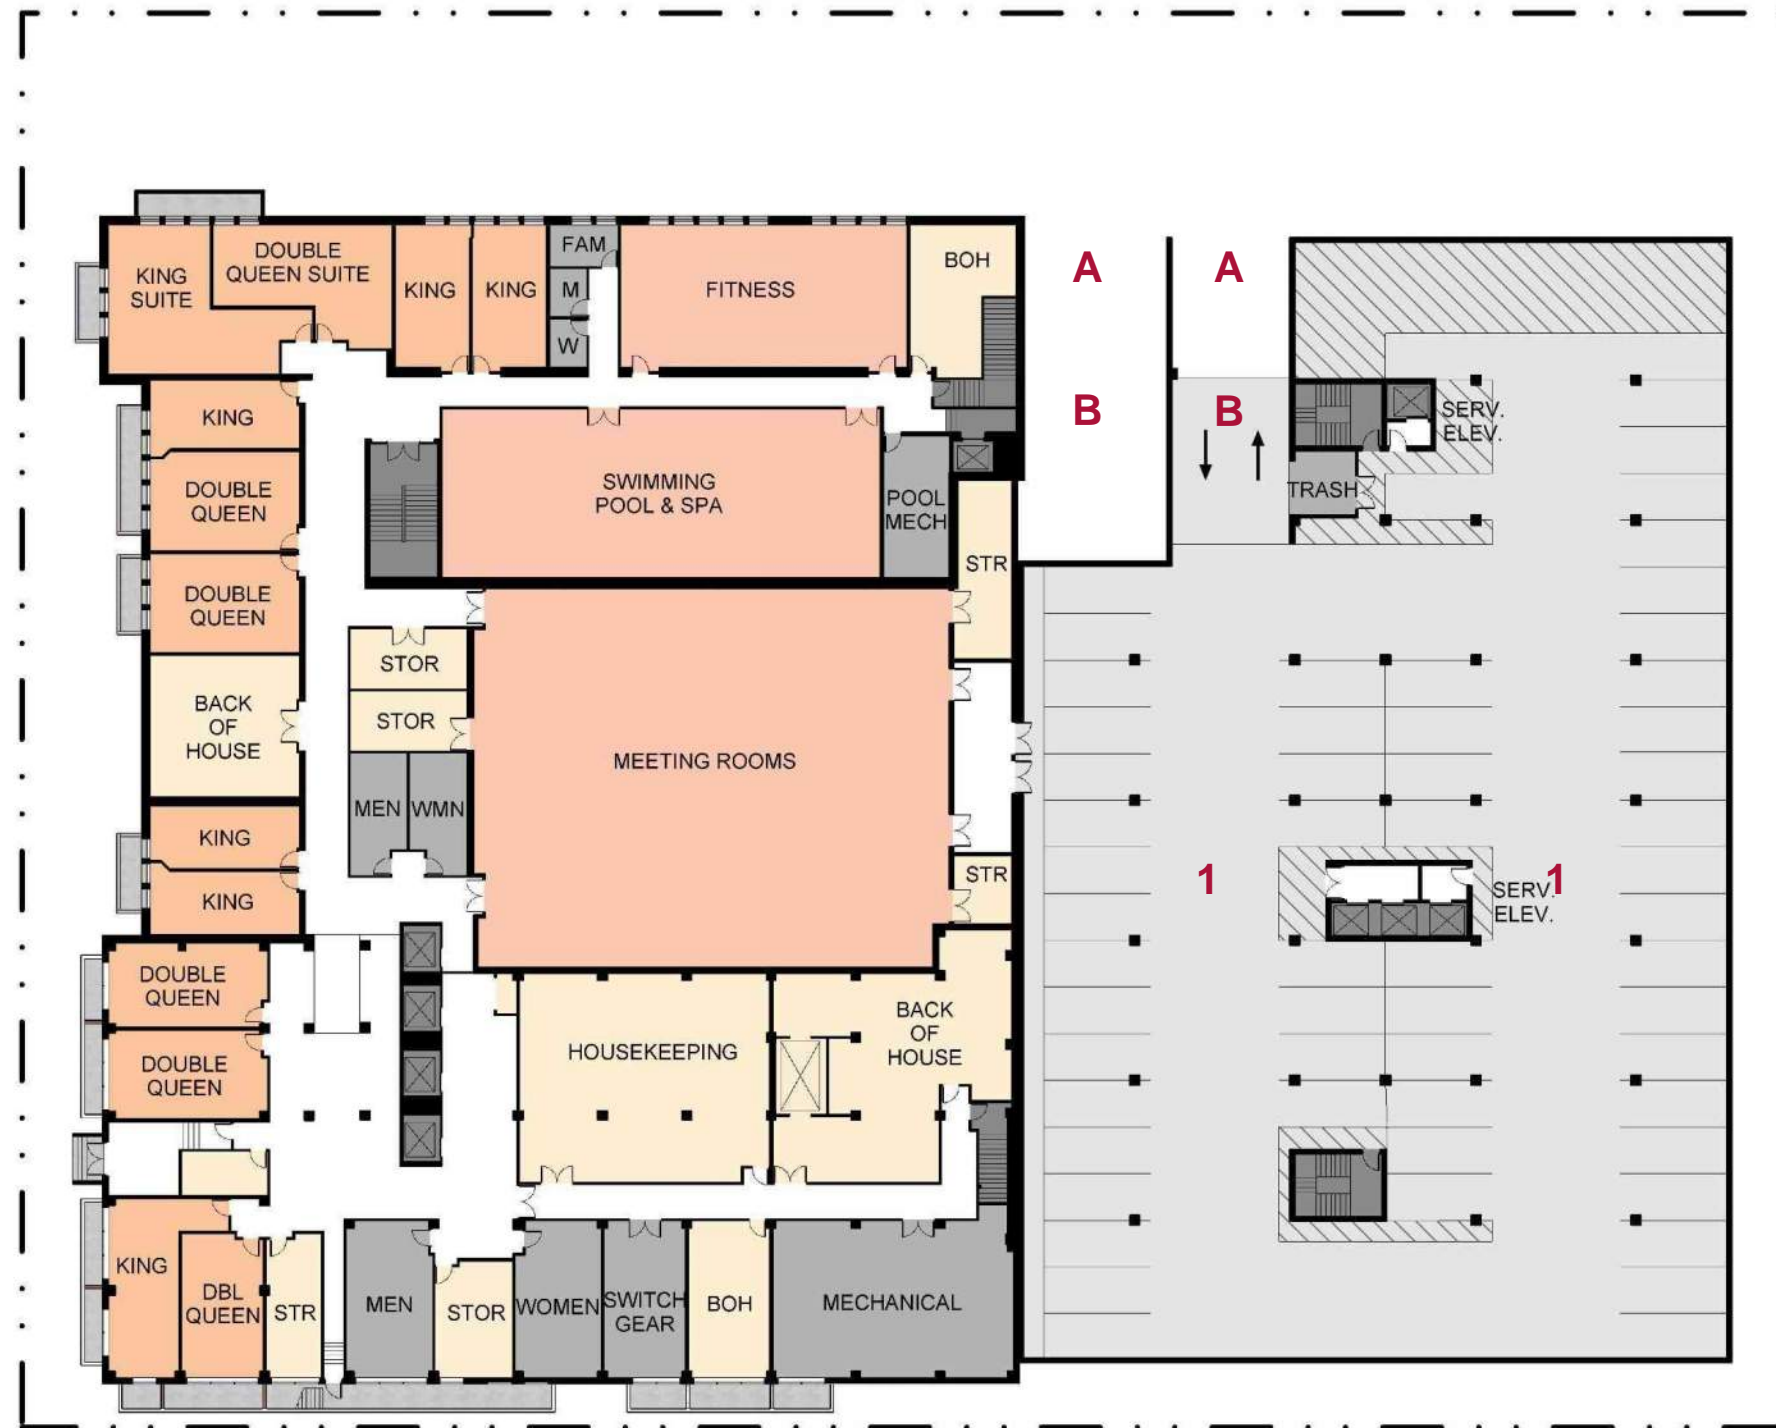 KING
SUITE
DOUBLE
QUEEN SUITE
KING
KING
FAM
M
W
FITNESS
BOH
A
A
KING
B
B
SERV.
ELEV.
DOUBLE
QUEEN
SWIMMING
POOL & SPA
POOL
MECH
TRASH
DOUBLE
QUEEN
STR
STOR
BACK
OF
HOUSE
STOR
MEETING ROOMS
MEN
WMN
KING
KING
STR
1
1
SERV.
ELEV.
DOUBLE
QUEEN
DOUBLE
QUEEN
HOUSEKEEPING
BACK
OF
HOUSE
KING
DBL
QUEEN
STR
MEN
STOR
WOMEN
SWITCH
GEAR
BOH
MECHANICAL